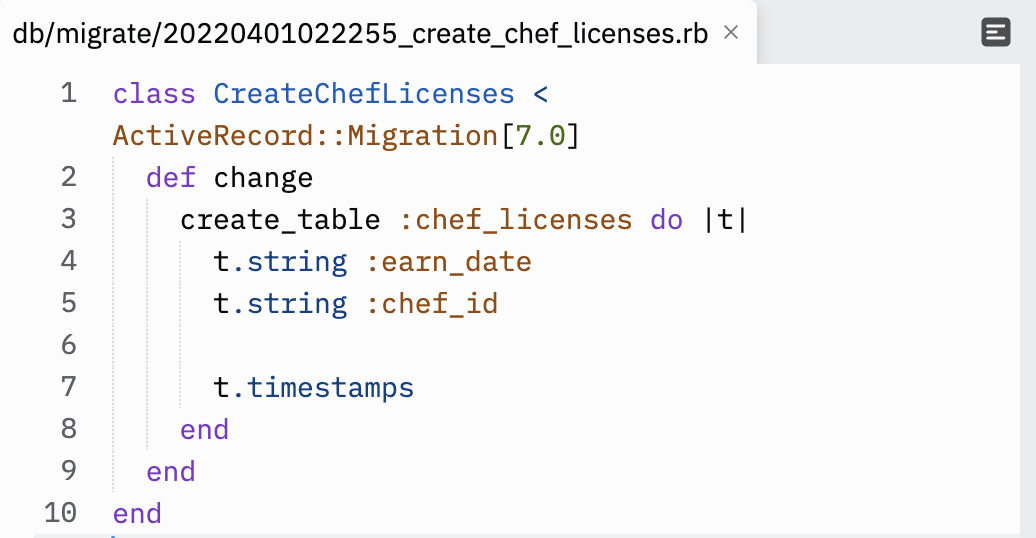 db/migrate/20220401022255_create_chef_licenses.rb ×
1 class CreateChefLicenses <
ActiveRecord::Migration[7.0]
2 def change
3 create_table :chef_licenses do |t|
4 t.string :earn_date
5 t.string :chef_id
6
7 t.timestamps
8 end
9 end
10 end